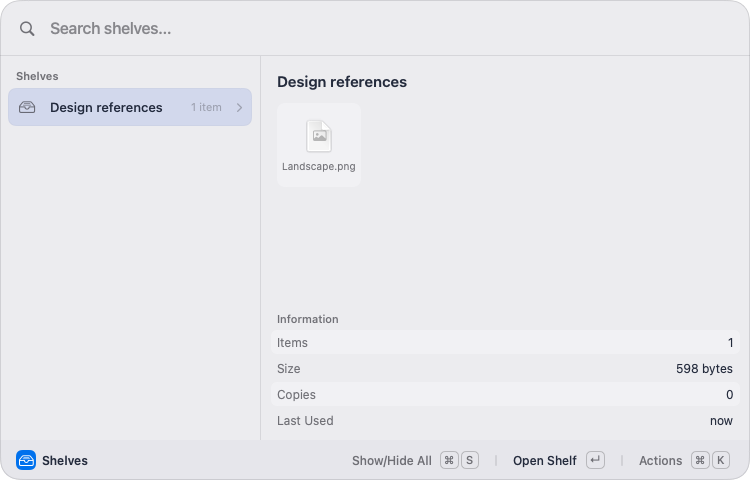 Search shelves...
Shelves
Design references 1 item
Design references
Landscape.png
Information
Items 1
Size 598 bytes
Copies 0
Last Used now
Shelves Show/Hide All ⌘ S Open Shelf ↵ Actions ⌘ K